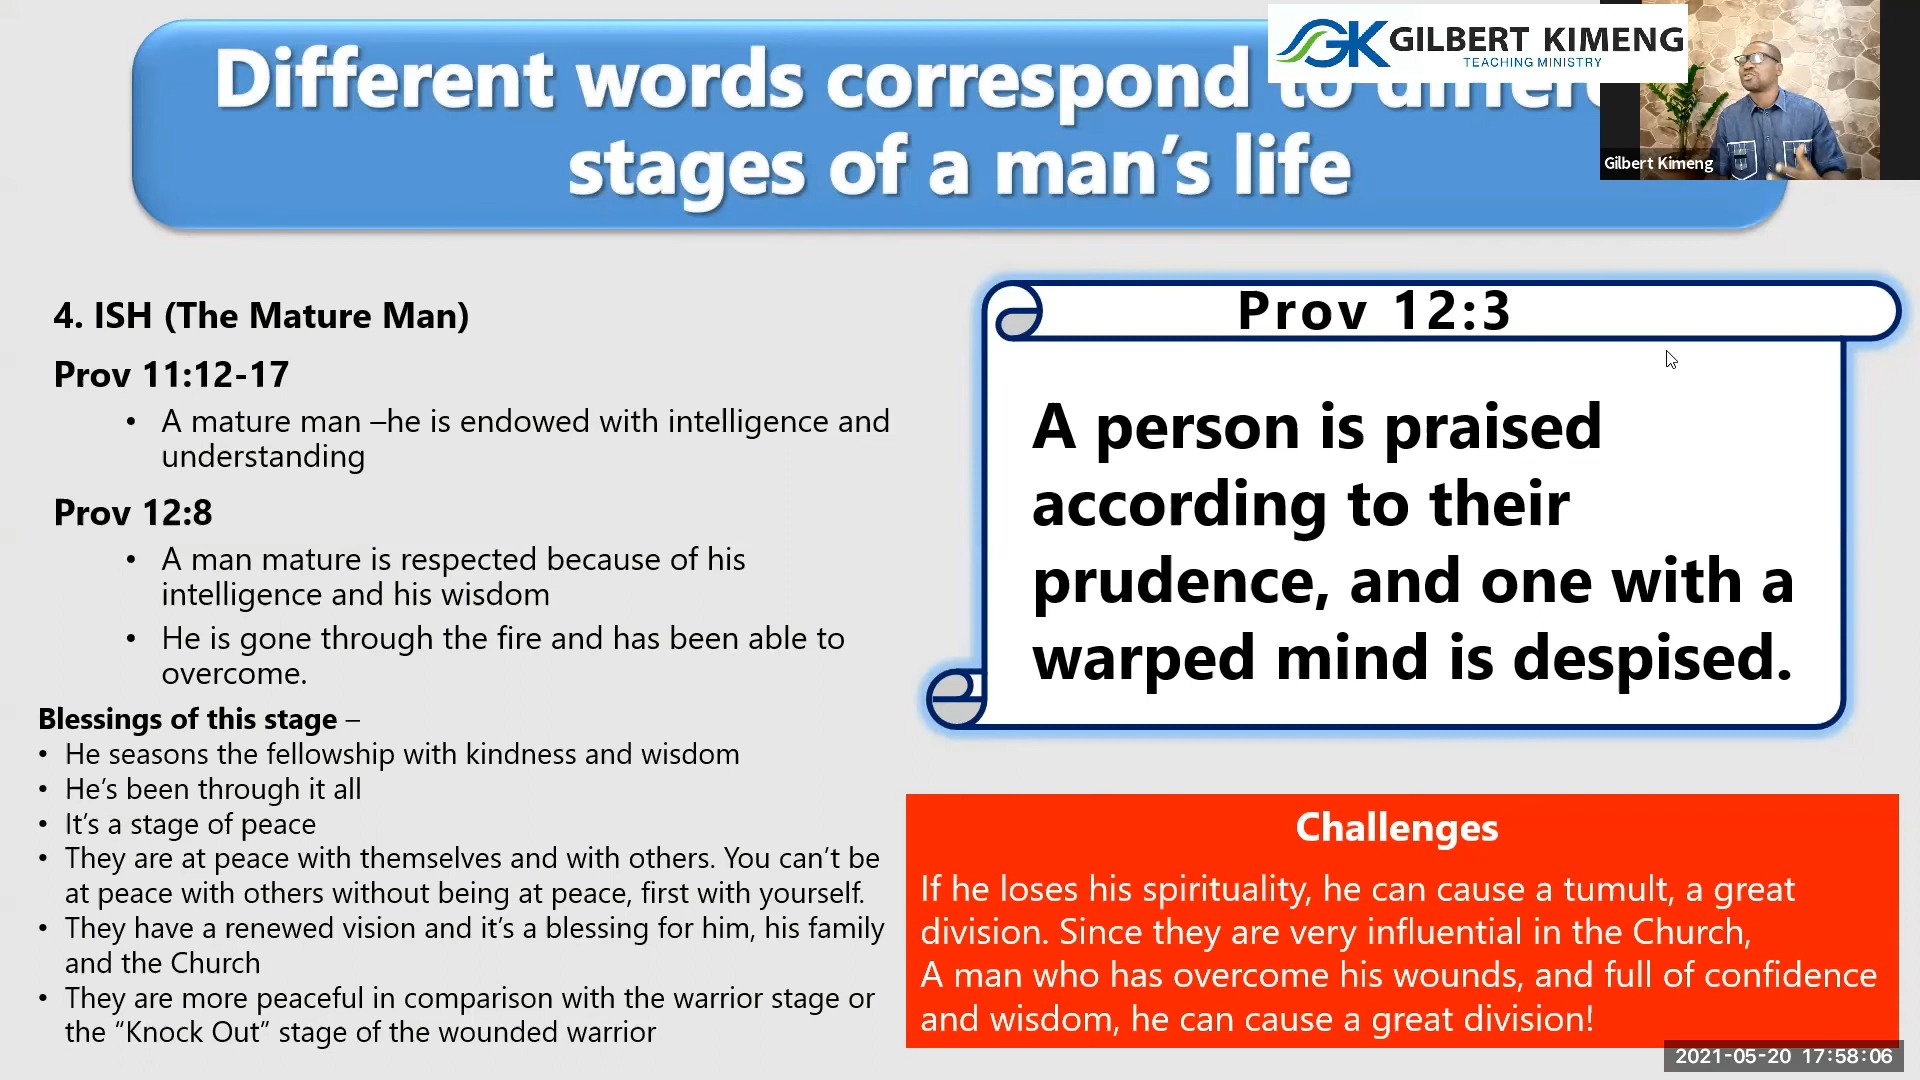 Different words correspond to differe
stages of a man's life
GK GILBERT KIMENG
TEACHING MINISTRY
Gilbert Kimeng
4. ISH (The Mature Man)
Prov 11:12-17
• A mature man –he is endowed with intelligence and
understanding
Prov 12:8
• A man mature is respected because of his
intelligence and his wisdom
• He is gone through the fire and has been able to
overcome.
Blessings of this stage –
• He seasons the fellowship with kindness and wisdom
• He's been through it all
• It's a stage of peace
• They are at peace with themselves and with others. You can't be
at peace with others without being at peace, first with yourself.
• They have a renewed vision and it's a blessing for him, his family
and the Church
• They are more peaceful in comparison with the warrior stage or
the “Knock Out” stage of the wounded warrior
Prov 12:3
A person is praised
according to their
prudence, and one with a
warped mind is despised.
Challenges
If he loses his spirituality, he can cause a tumult, a great
division. Since they are very influential in the Church,
A man who has overcome his wounds, and full of confidence
and wisdom, he can cause a great division!
2021-05-20 17:58:06